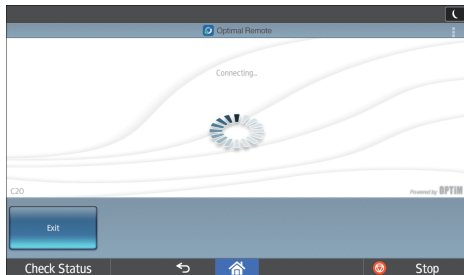 Optimal Remote
Connecting...
C20
Powered by OPTiM
Exit
Check Status
Stop